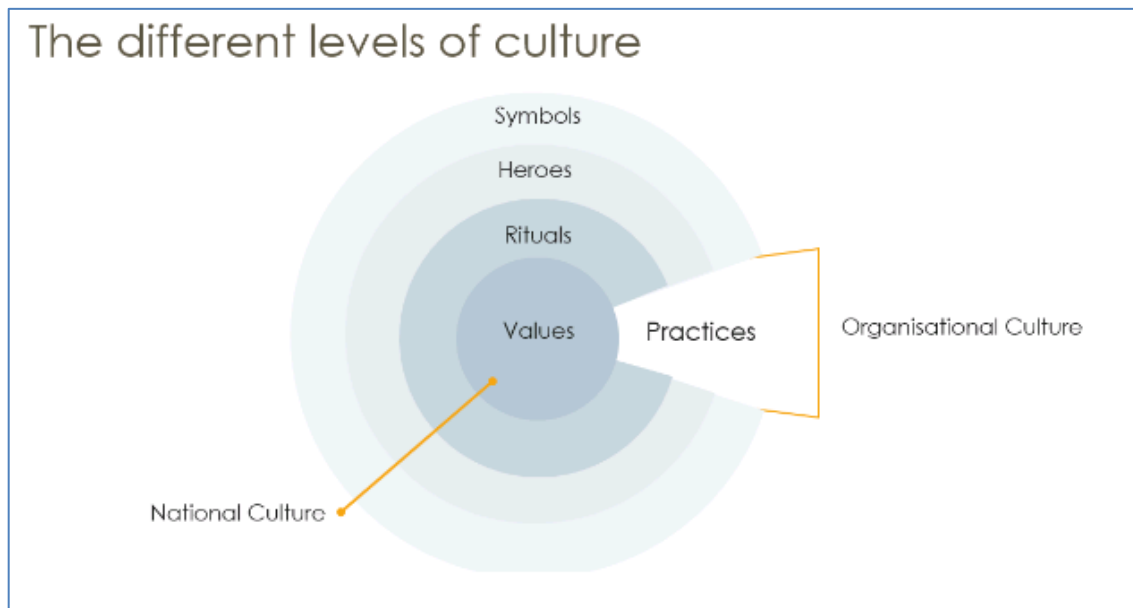 The different levels of culture
Symbols
Heroes
Rituals
Values
Practices
Organisational Culture
National Culture